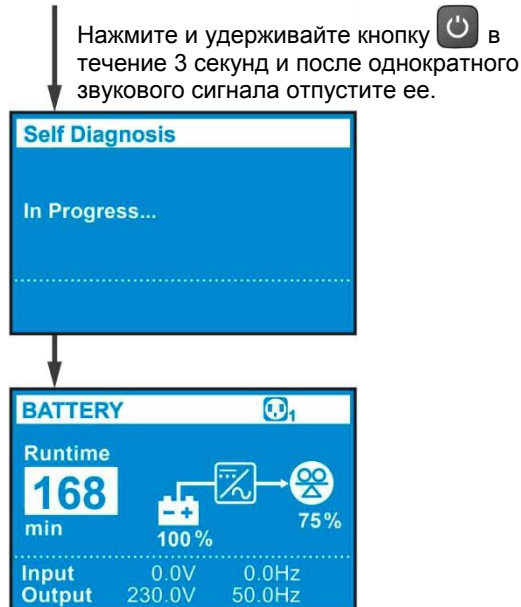 Нажмите и удерживайте кнопку в
течение 3 секунд и после однократного
звукового сигнала отпустите ее.
Self Diagnosis
In Progress...
BATTERY 1
Runtime
168
min
100%
75%
Input 0.0V 0.0Hz
Output 230.0V 50.0Hz